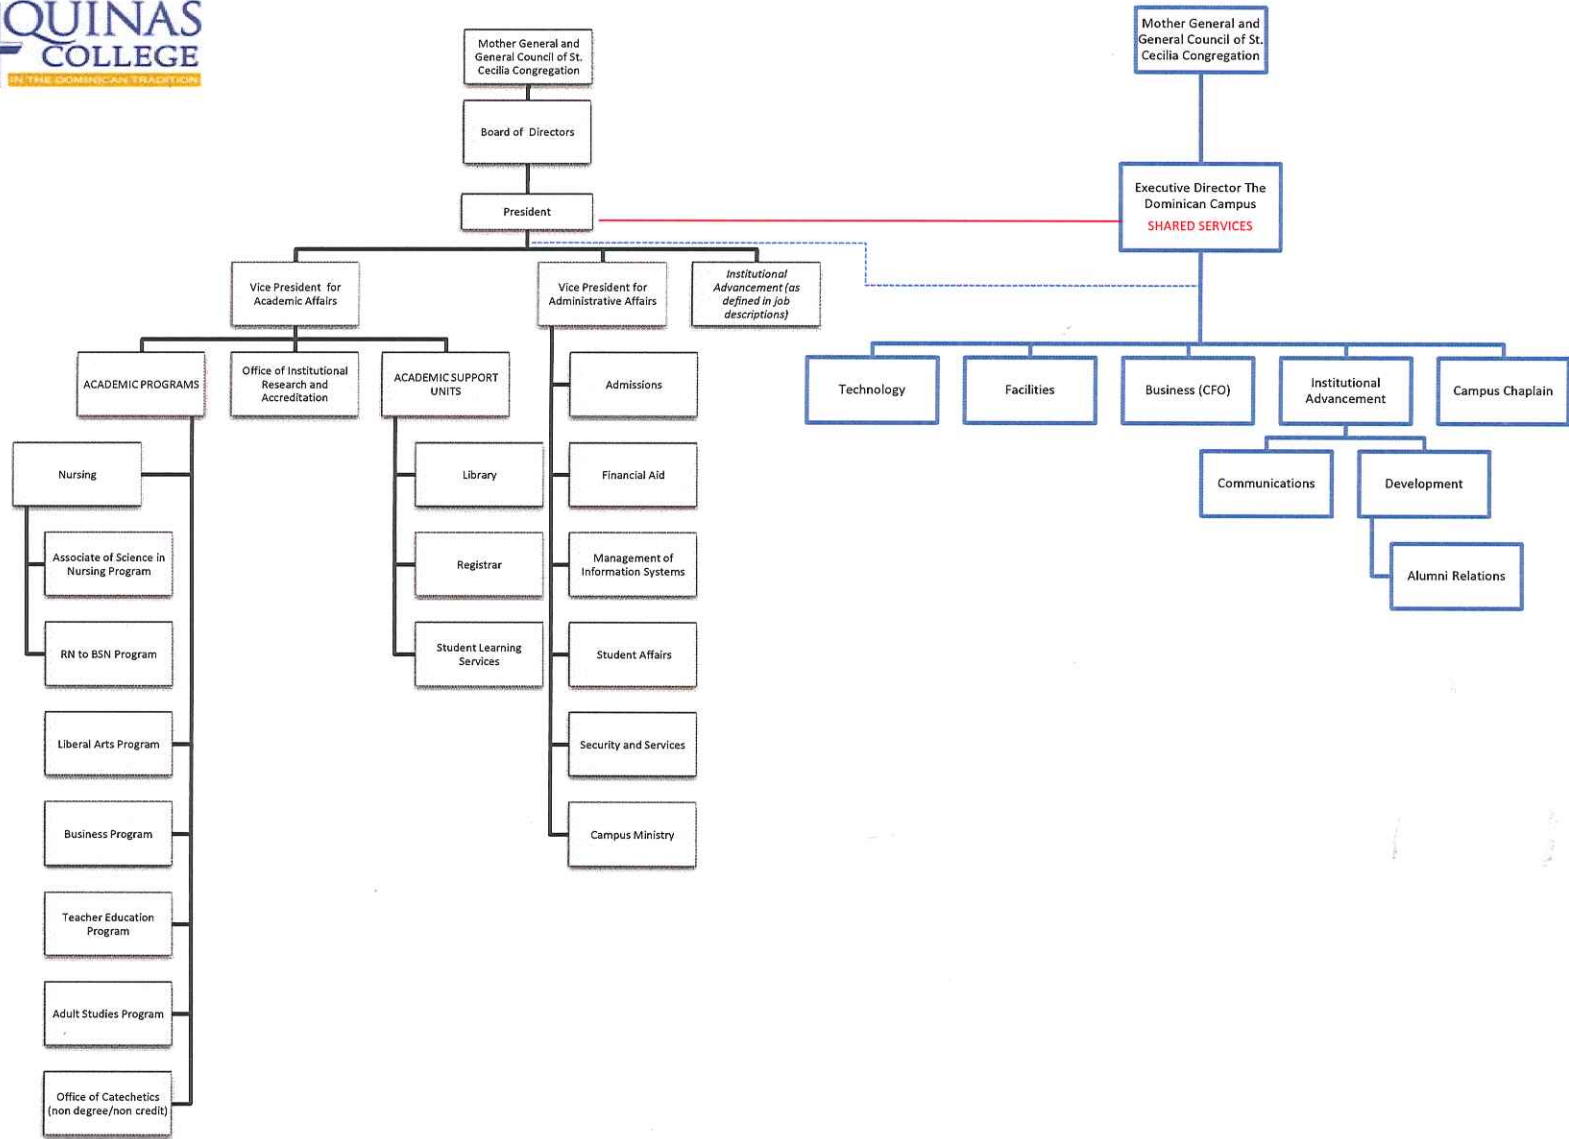 QUINAS
COLLEGE
IN THE DOMINICAN TRADITION
Mother General and
General Council of St.
Cecilia Congregation
Board of Directors
President
Vice President for
Academic Affairs
Vice President for
Administrative Affairs
Institutional
Advancement (as
defined in job
descriptions)
ACADEMIC PROGRAMS
Office of Institutional
Research and
Accreditation
ACADEMIC SUPPORT
UNITS
Nursing
Associate of Science in
Nursing Program
RN to BSN Program
Liberal Arts Program
Business Program
Teacher Education
Program
Adult Studies Program
Office of Catechetics
(non degree/non credit)
Library
Registrar
Student Learning
Services
Admissions
Financial Aid
Management of
Information Systems
Student Affairs
Security and Services
Campus Ministry
Mother General and
General Council of St.
Cecilia Congregation
Executive Director The
Dominican Campus
SHARED SERVICES
Technology
Facilities
Business (CFO)
Institutional
Advancement
Campus Chaplain
Communications
Development
Alumni Relations